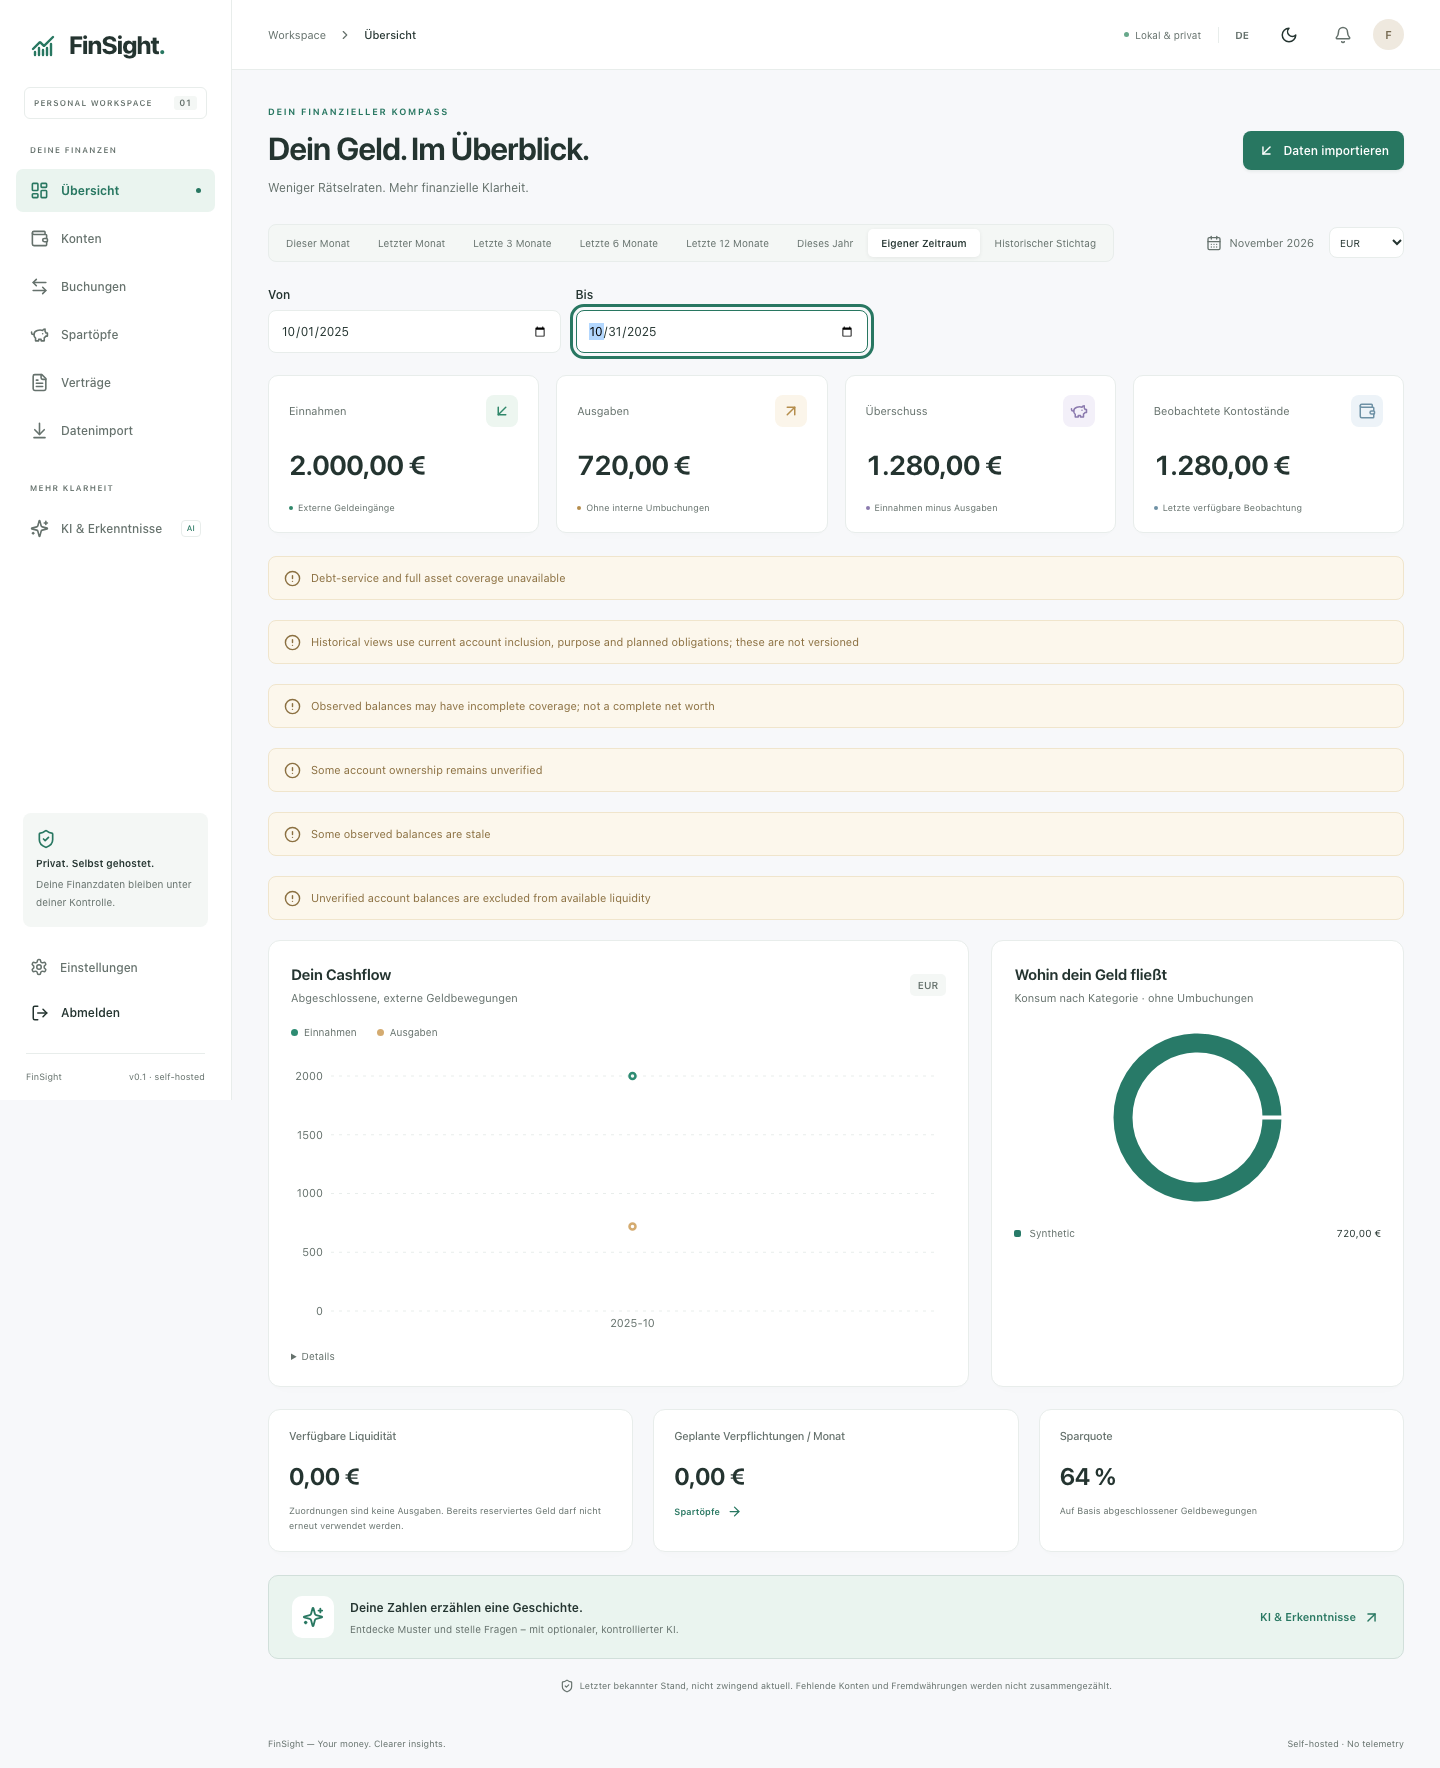 FinSight.
PERSONAL WORKSPACE 01
DEINE FINANZEN
Übersicht
Konten
Buchungen
Spartöpfe
Verträge
Datenimport
MEHR KLARHEIT
KI & Erkenntnisse AI
Privat. Selbst gehostet.
Deine Finanzdaten bleiben unter
deiner Kontrolle.
Einstellungen
Abmelden
FinSight v0.1 · self-hosted
Workspace Übersicht
Lokal & privat DE F
DEIN FINANZIELLER KOMPASS
Dein Geld. Im Überblick.
Weniger Rätselraten. Mehr finanzielle Klarheit.
Daten importieren
Dieser Monat Letzter Monat Letzte 3 Monate Letzte 6 Monate Letzte 12 Monate Dieses Jahr Eigener Zeitraum Historischer Stichtag
November 2026 EUR
Von Bis
10/01/2025 10/31/2025
Einnahmen
2.000,00 €
Externe Geldeingänge
Ausgaben
720,00 €
Ohne interne Umbuchungen
Überschuss
1.280,00 €
Einnahmen minus Ausgaben
Beobachtete Kontostände
1.280,00 €
Letzte verfügbare Beobachtung
Debt-service and full asset coverage unavailable
Historical views use current account inclusion, purpose and planned obligations; these are not versioned
Observed balances may have incomplete coverage; not a complete net worth
Some account ownership remains unverified
Some observed balances are stale
Unverified account balances are excluded from available liquidity
Dein Cashflow
Abgeschlossene, externe Geldbewegungen
EUR
Einnahmen Ausgaben
2000
1500
1000
500
0
2025-10
Details
Wohin dein Geld fließt
Konsum nach Kategorie · ohne Umbuchungen
Synthetic 720,00 €
Verfügbare Liquidität
0,00 €
Zuordnungen sind keine Ausgaben. Bereits reserviertes Geld darf nicht
erneut verwendet werden.
Geplante Verpflichtungen / Monat
0,00 €
Spartöpfe
Sparquote
64 %
Auf Basis abgeschlossener Geldbewegungen
Deine Zahlen erzählen eine Geschichte.
Entdecke Muster und stelle Fragen – mit optionaler, kontrollierter KI.
KI & Erkenntnisse
Letzter bekannter Stand, nicht zwingend aktuell. Fehlende Konten und Fremdwährungen werden nicht zusammengezählt.
FinSight — Your money. Clearer insights. Self-hosted · No telemetry